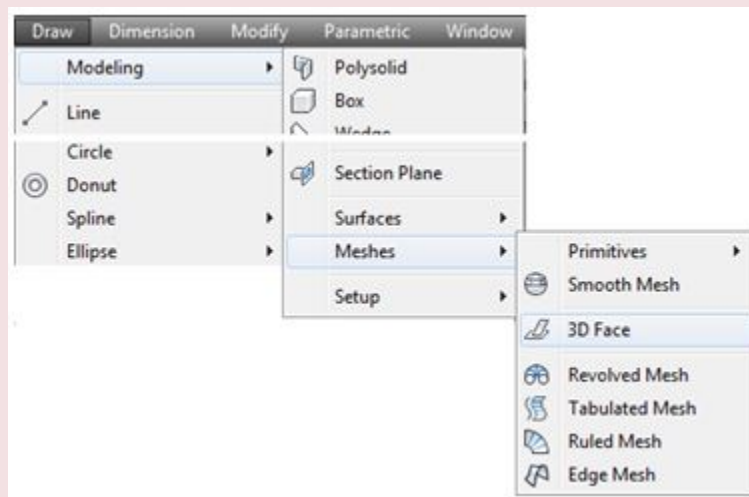 Draw Dimension Modify Parametric Window
Modeling
Line
Circle
Donut
Spline
Ellipse
Polysolid
Box
Wedge
Section Plane
Surfaces
Meshes
Setup
Primitives
Smooth Mesh
3D Face
Revolved Mesh
Tabulated Mesh
Ruled Mesh
Edge Mesh